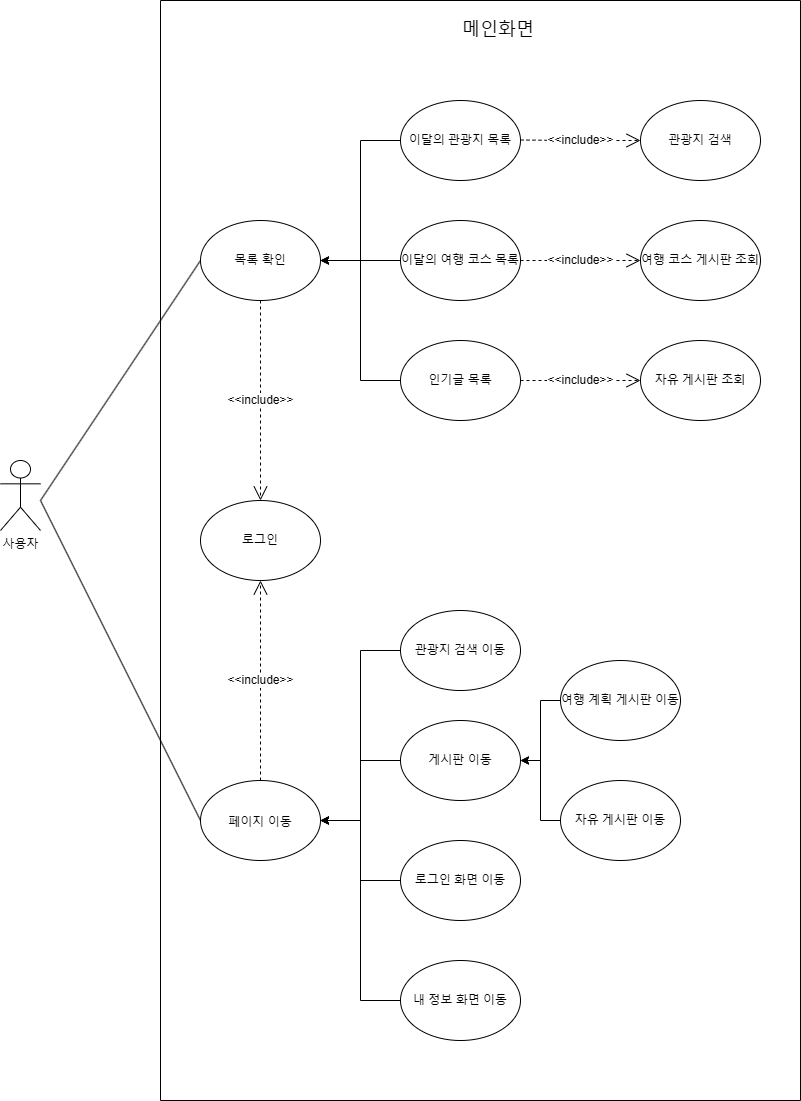 메인화면
이달의 관광지 목록
<<include>>
관광지 검색
목록 확인
이달의 여행 코스 목록
<<include>>
여행 코스 게시판 조회
인기글 목록
<<include>>
자유 게시판 조회
<<include>>
사용자
로그인
<<include>>
관광지 검색 이동
여행 계획 게시판 이동
게시판 이동
페이지 이동
자유 게시판 이동
로그인 화면 이동
내 정보 화면 이동